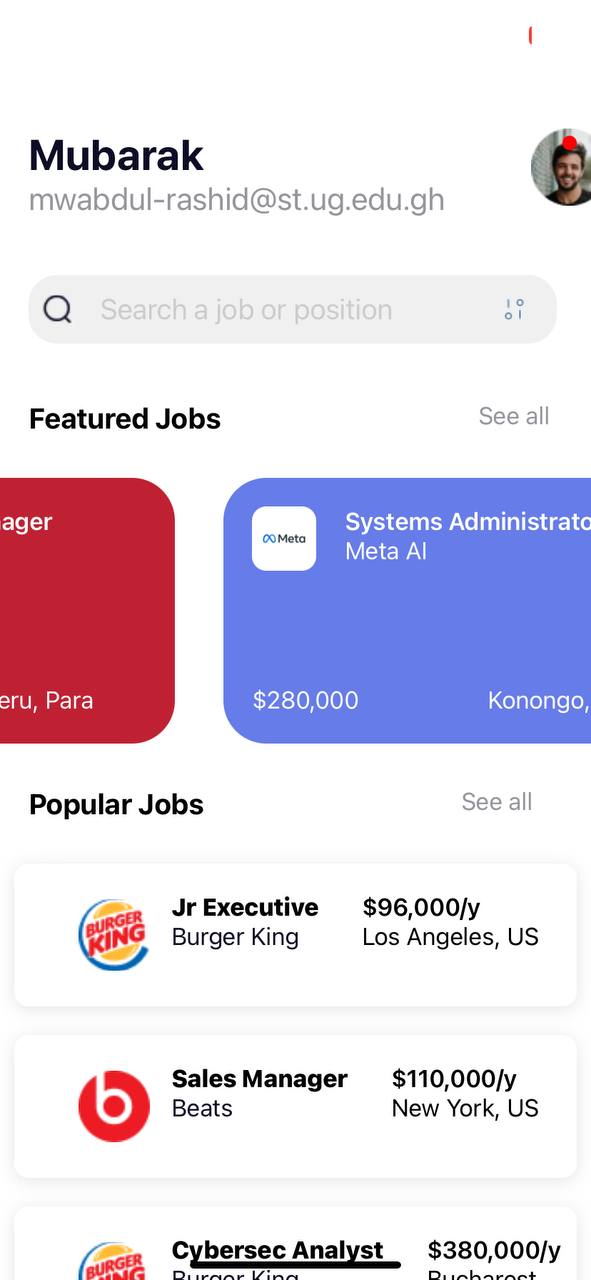 Mubarak
mwabdul-rashid@st.ug.edu.gh
Search a job or position
Featured Jobs See all
ager
eru, Para
Meta
Systems Administrato
Meta AI
$280,000 Konongo,
Popular Jobs See all
BURGER
KING
Jr Executive $96,000/y
Burger King Los Angeles, US
Sales Manager $110,000/y
Beats New York, US
BURGER
KING
Cybersec Analyst $380,000/y
Burger King Bucharest